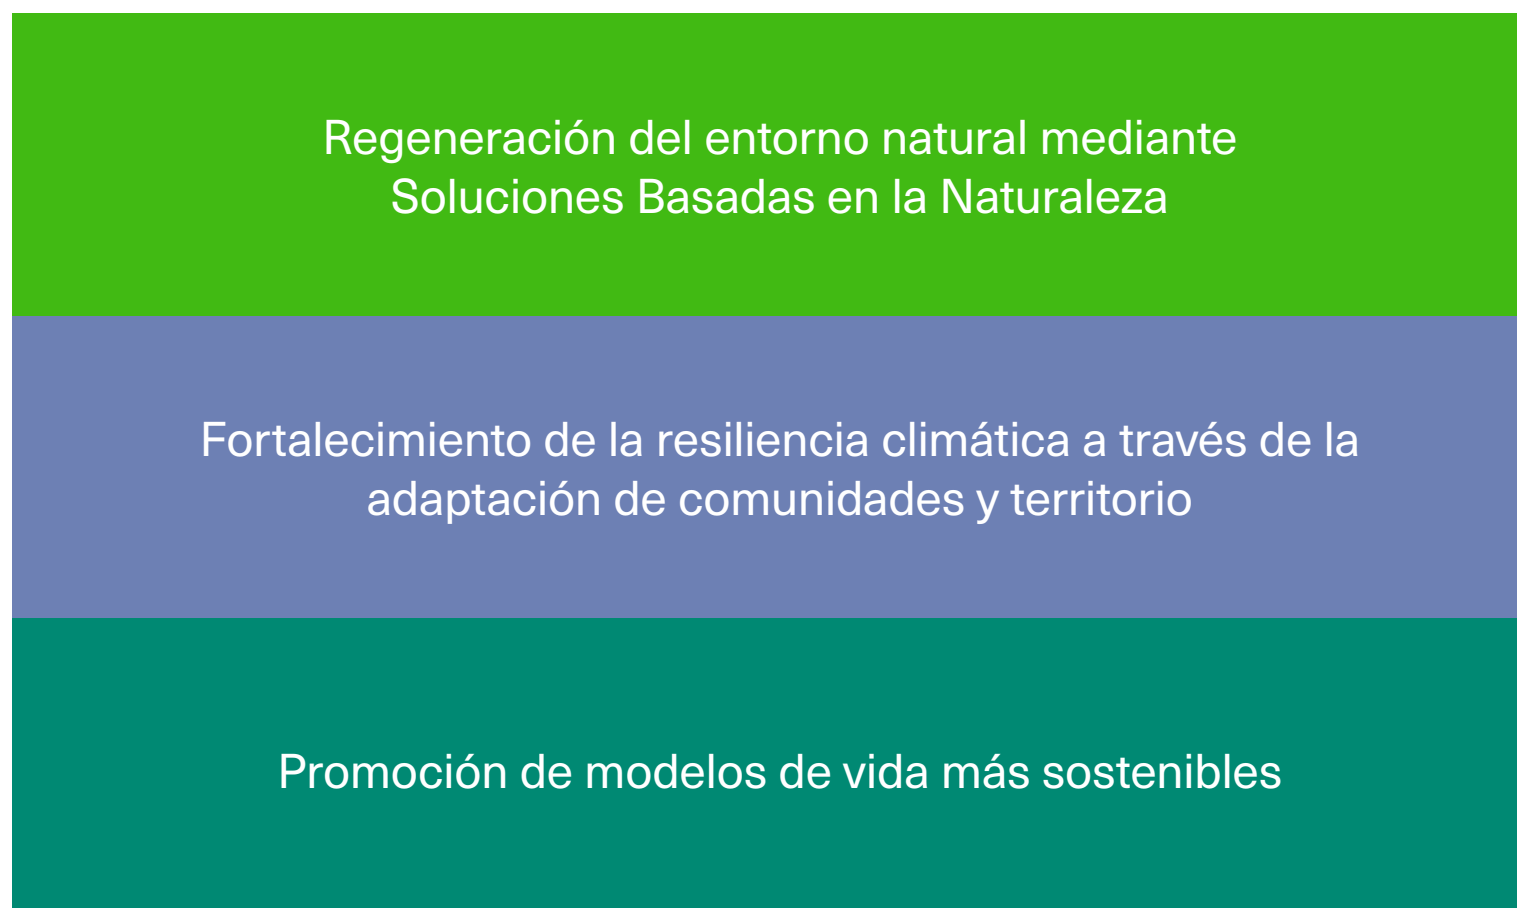 Regeneración del entorno natural mediante
Soluciones Basadas en la Naturaleza
Fortalecimiento de la resiliencia climática a través de la
adaptación de comunidades y territorio
Promoción de modelos de vida más sostenibles